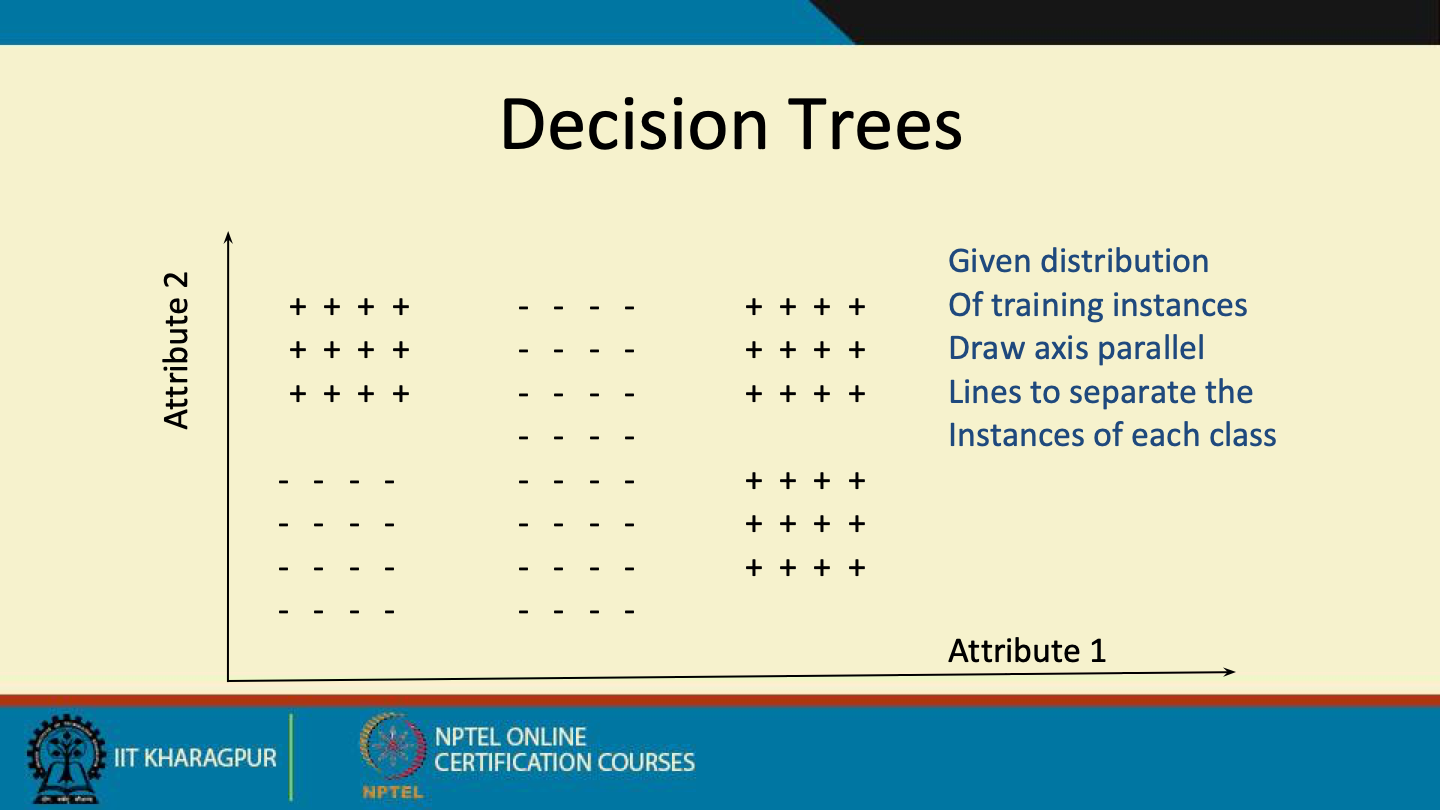 Decision Trees
Attribute 2
+ + + + - - - - + + + +
+ + + + - - - - + + + +
+ + + + - - - - + + + +
- - - -
- - - - - - - - + + + +
- - - - - - - - + + + +
- - - - - - - - + + + +
- - - - - - - -
Given distribution
Of training instances
Draw axis parallel
Lines to separate the
Instances of each class
Attribute 1
IIT KHARAGPUR
NPTEL
NPTEL ONLINE
CERTIFICATION COURSES